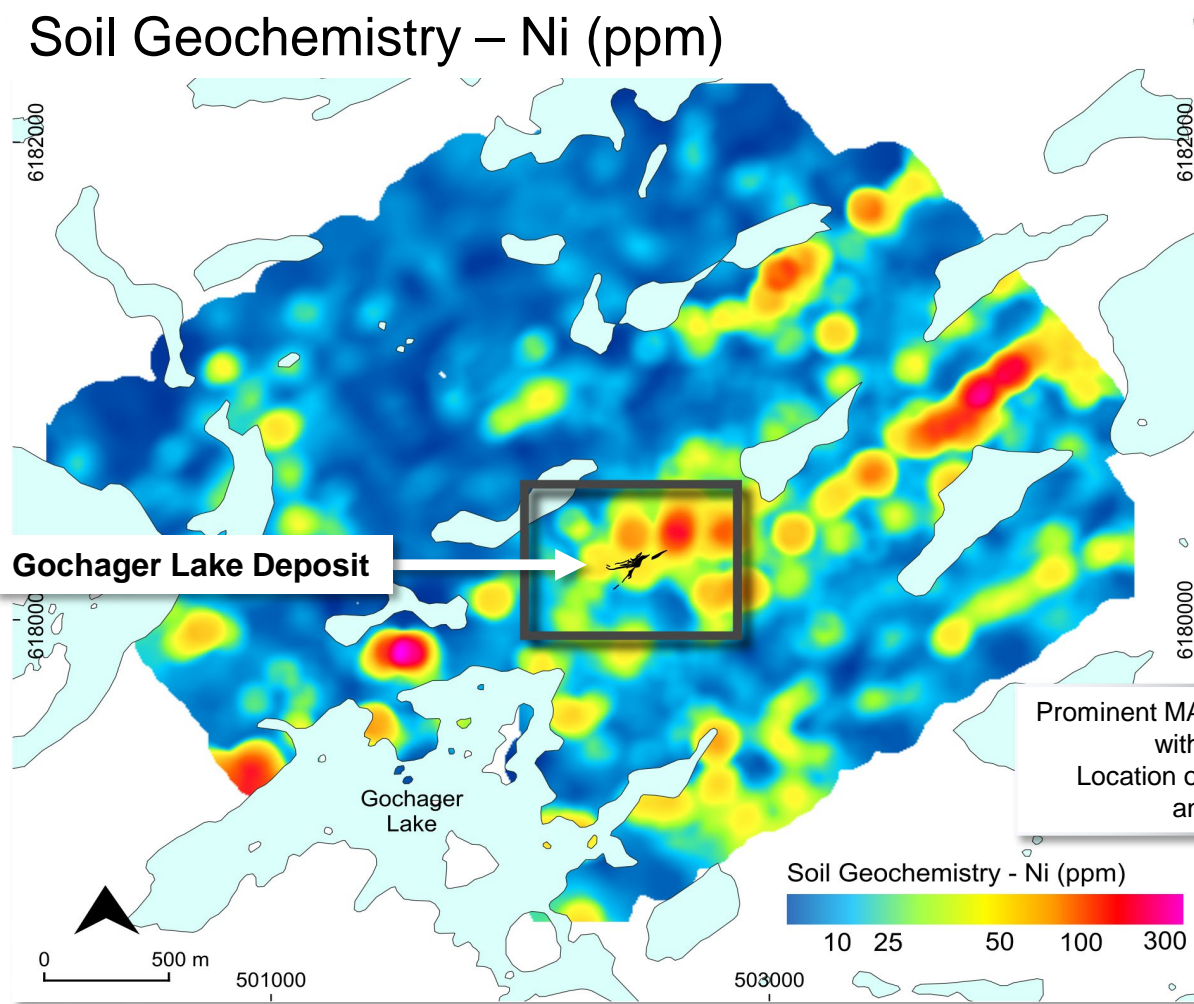 Soil Geochemistry – Ni (ppm)
6182000
6182000
Gochager Lake Deposit
6180000
6180000
Prominent MA
with
Location o
ar
Gochager
Lake
Soil Geochemistry - Ni (ppm)
10 25 50 100 300
0 500 m
501000
503000